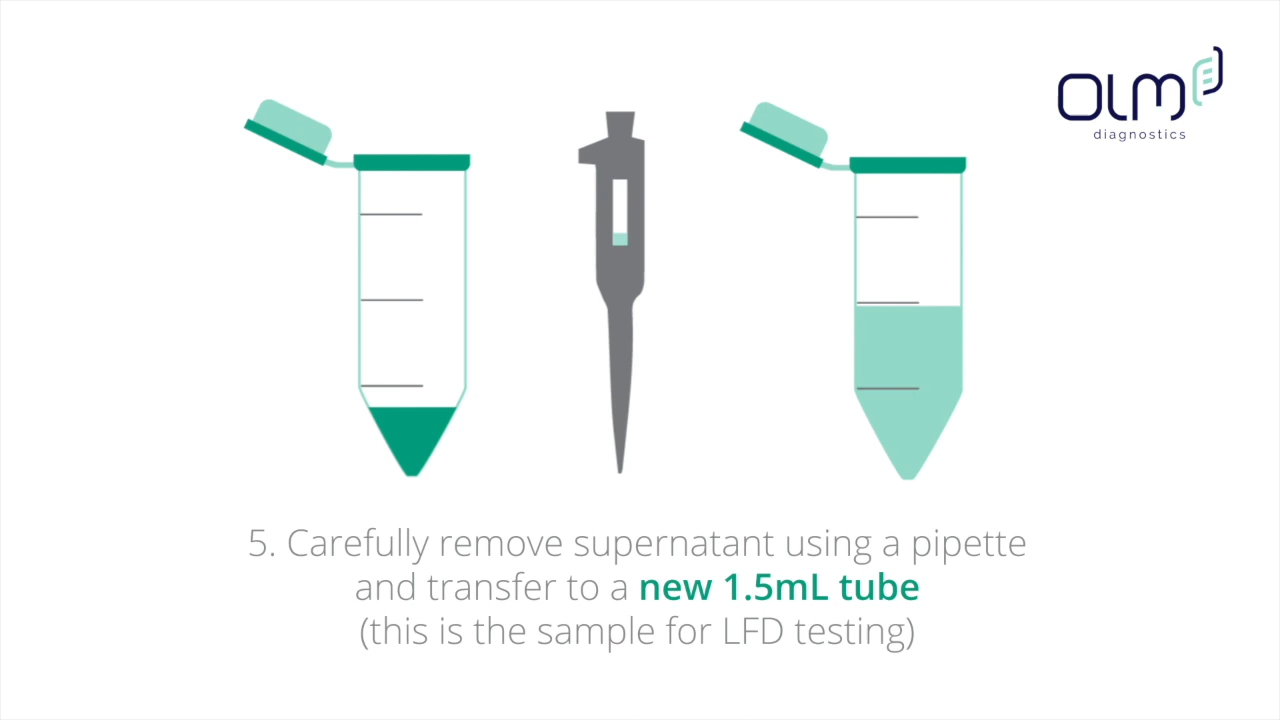 OLM
diagnostics
5. Carefully remove supernatant using a pipette
and transfer to a new 1.5mL tube
(this is the sample for LFD testing)